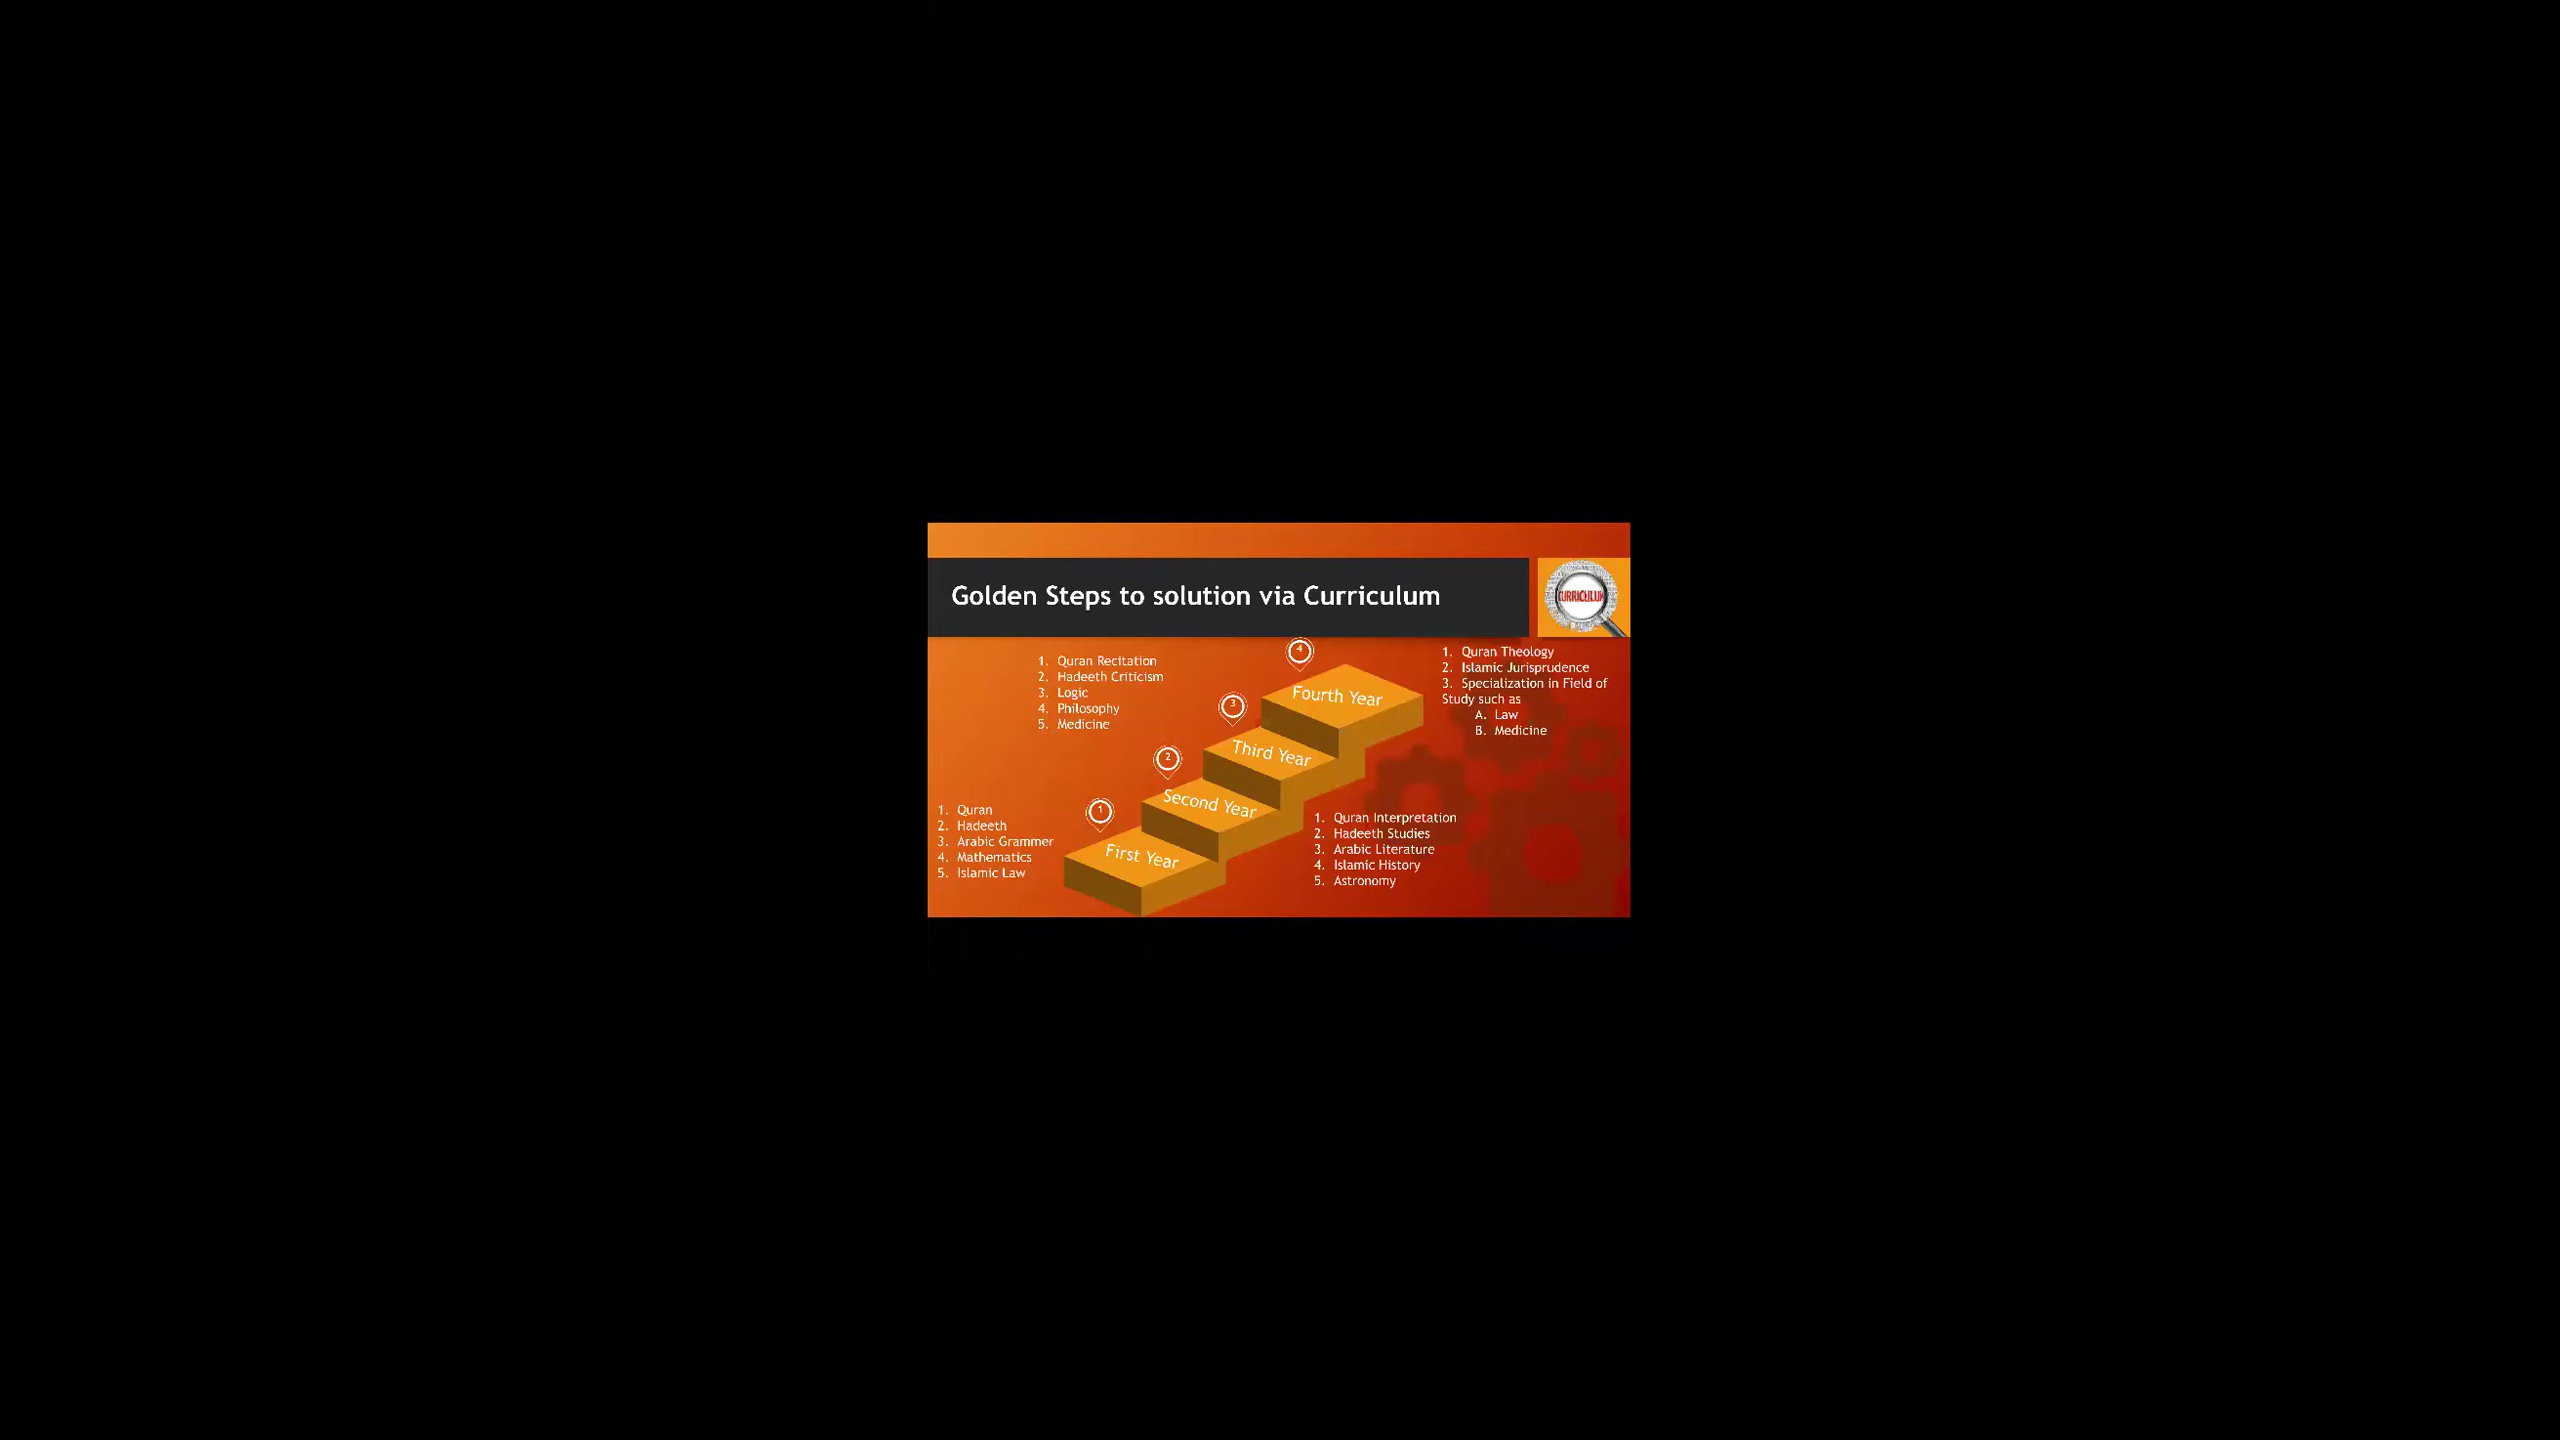 Golden Steps to solution via Curriculum
CURRICULUM
1. Quran Recitation
2. Hadeeth Criticism
3. Logic
4. Philosophy
5. Medicine
4
Fourth Year
1. Quran Theology
2. Islamic Jurisprudence
3. Specialization in Field of
Study such as
A. Law
B. Medicine
3
Third Year
2
Second Year
1
First Year
1. Quran
2. Hadeeth
3. Arabic Grammer
4. Mathematics
5. Islamic Law
1. Quran Interpretation
2. Hadeeth Studies
3. Arabic Literature
4. Islamic History
5. Astronomy